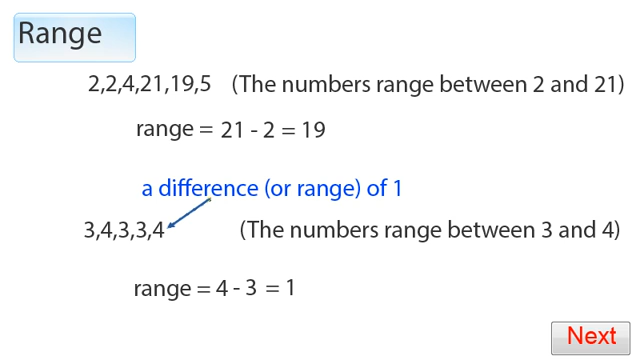 Range
2,2,4,21,19,5 (The numbers range between 2 and 21)
range = 21 - 2 = 19
a difference (or range) of 1
3,4,3,3,4 (The numbers range between 3 and 4)
range = 4 - 3 = 1
Next